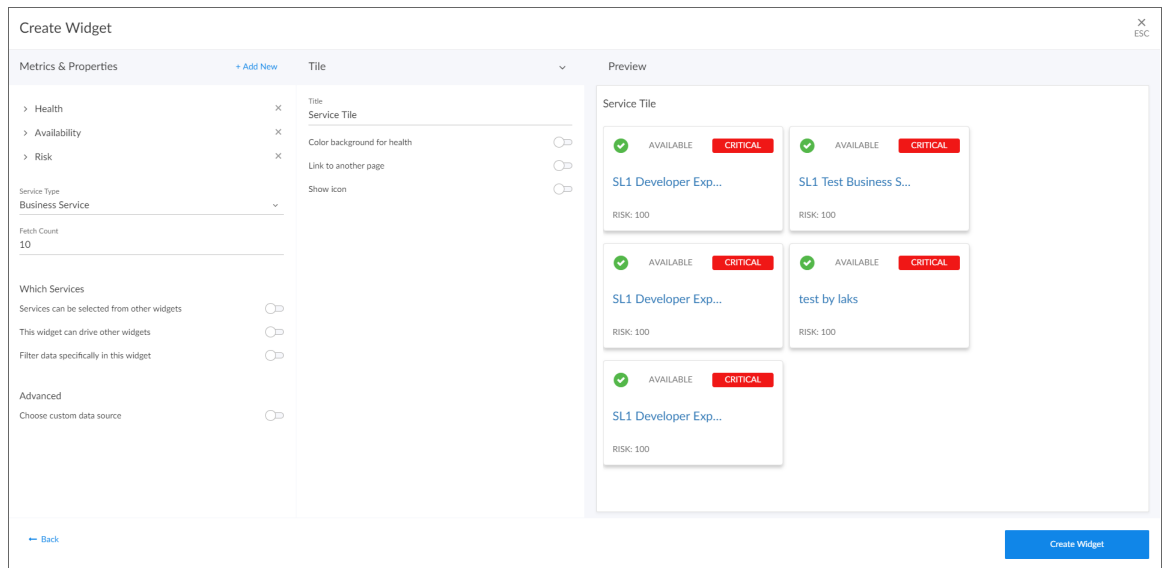 Create Widget
ESC
Metrics & Properties
+ Add New
Tile
Preview
Health
Availability
Risk
Service Type
Business Service
Fetch Count
10
Which Services
Services can be selected from other widgets
This widget can drive other widgets
Filter data specifically in this widget
Advanced
Choose custom data source
Title
Service Tile
Color background for health
Link to another page
Show icon
Service Tile
AVAILABLE CRITICAL
SL1 Developer Exp...
RISK: 100
AVAILABLE CRITICAL
SL1 Test Business S...
RISK: 100
AVAILABLE CRITICAL
SL1 Developer Exp...
RISK: 100
AVAILABLE CRITICAL
test by laks
RISK: 100
AVAILABLE CRITICAL
SL1 Developer Exp...
RISK: 100
← Back
Create Widget